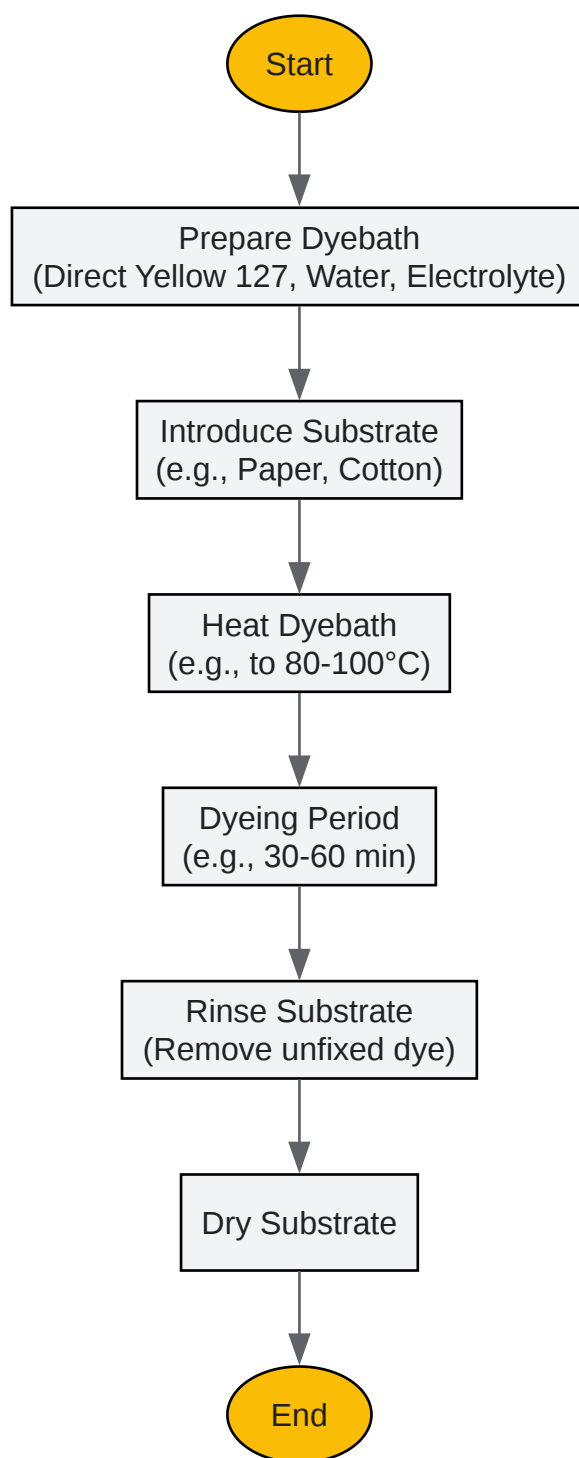 Start
Prepare Dyebath
(Direct Yellow 127, Water, Electrolyte)
Introduce Substrate
(e.g., Paper, Cotton)
Heat Dyebath
(e.g., to 80-100°C)
Dyeing Period
(e.g., 30-60 min)
Rinse Substrate
(Remove unfixed dye)
Dry Substrate
End